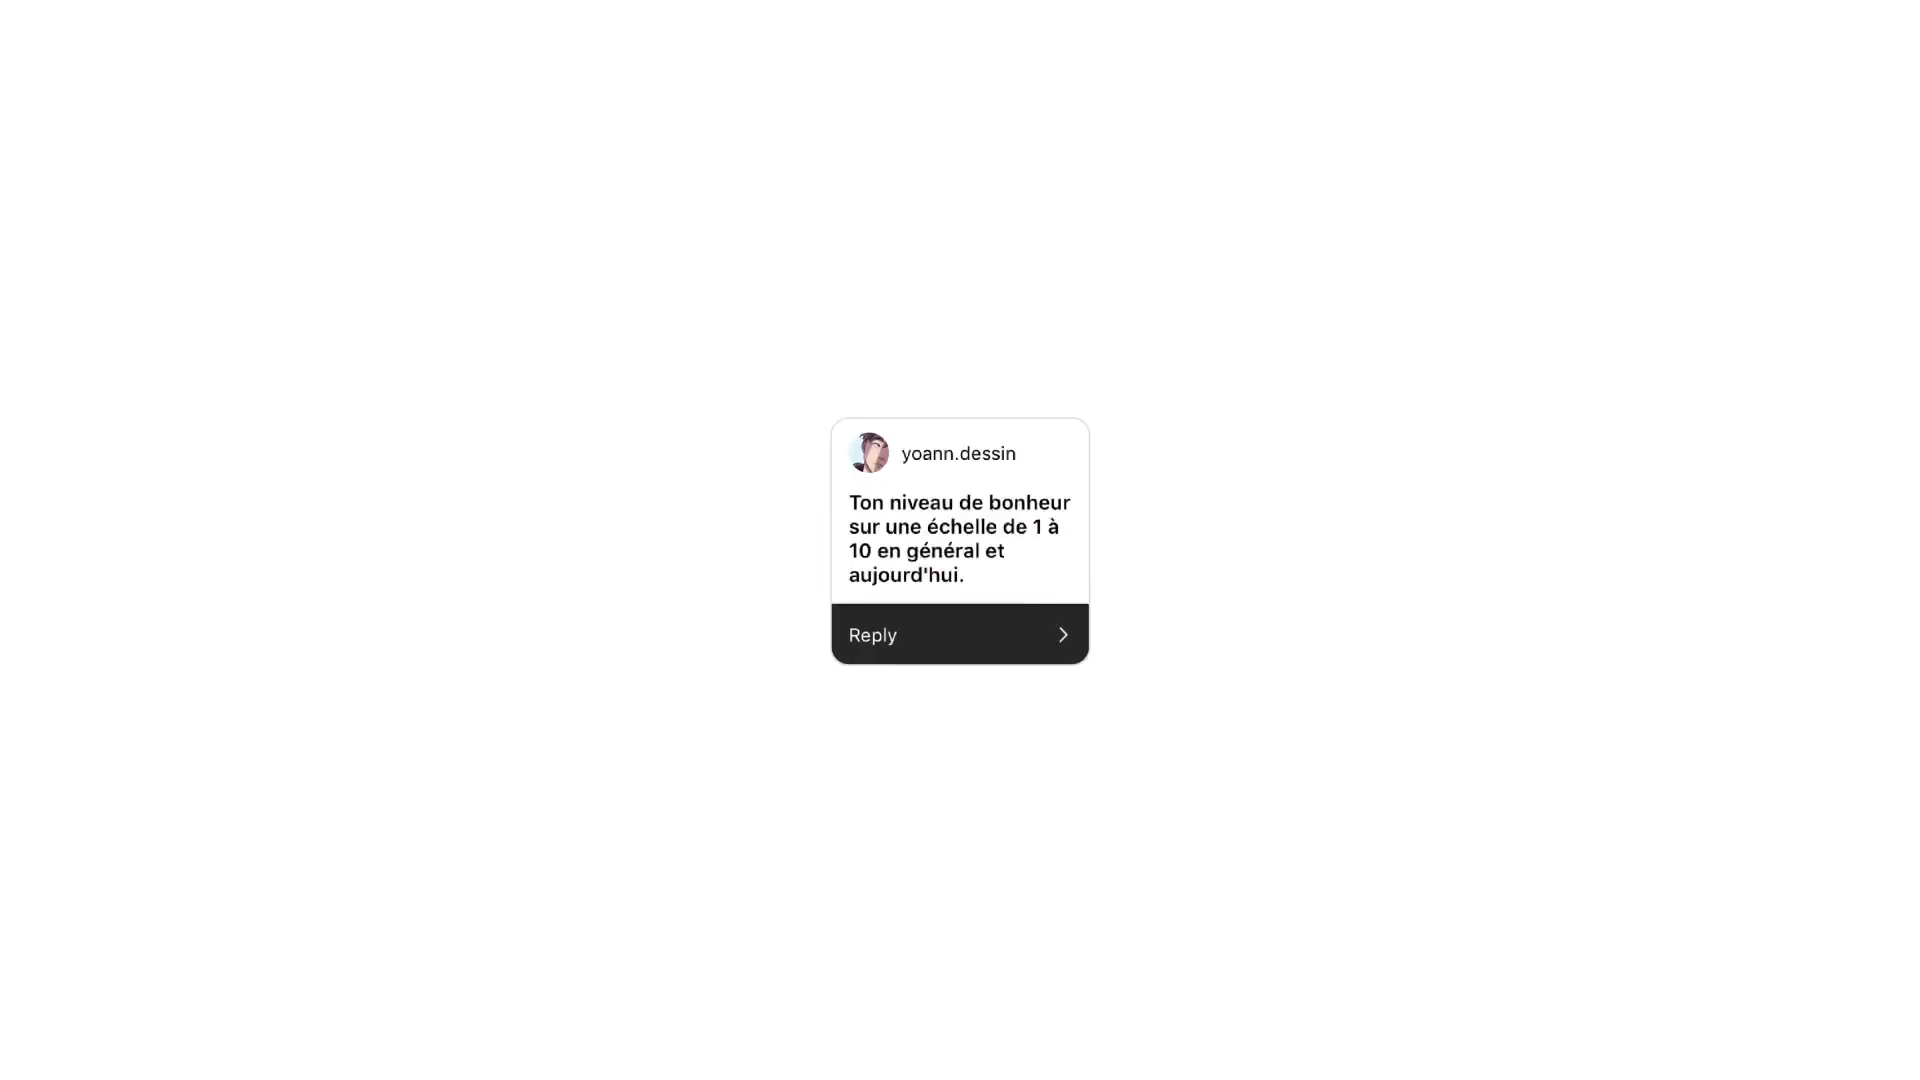 yoann.dessin
Ton niveau de bonheur
sur une échelle de 1 à
10 en général et
aujourd'hui.
Reply